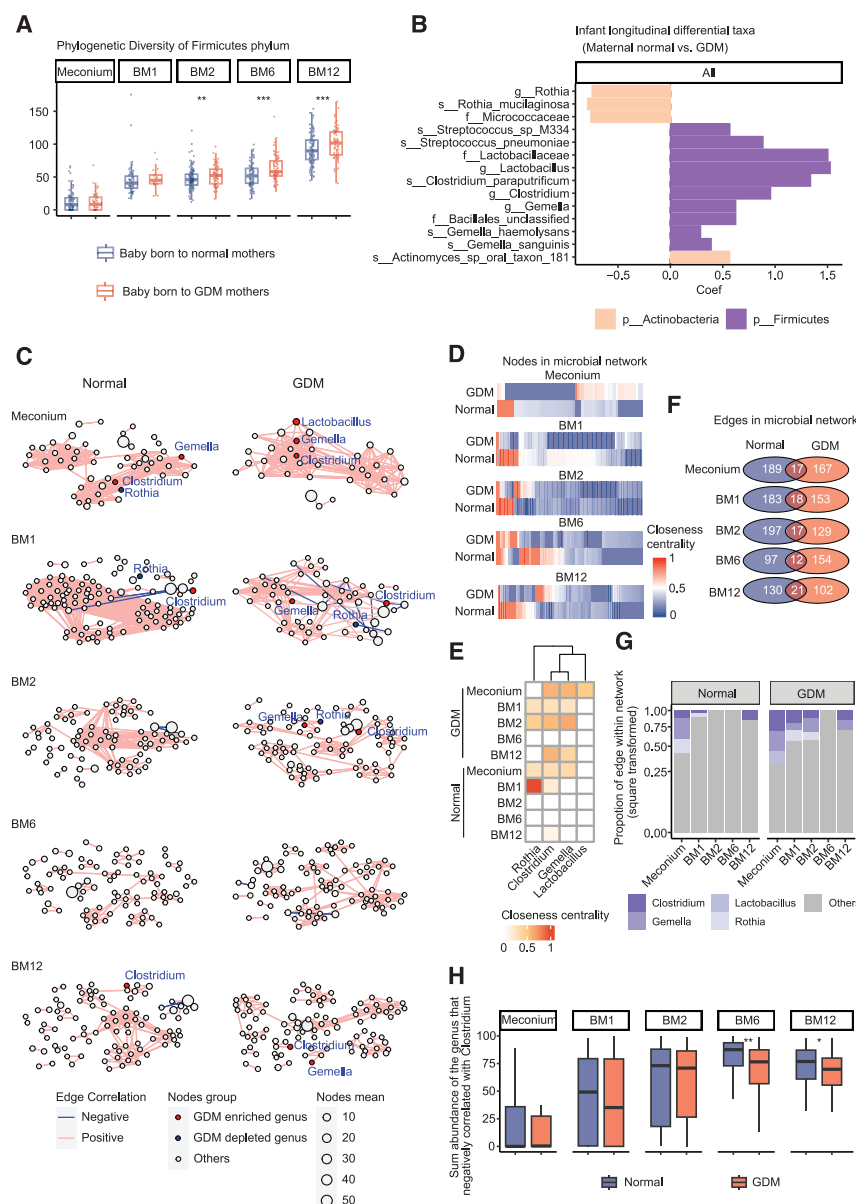 A
Phylogenetic Diversity of Firmicutes phylum
Meconium BM1 BM2 BM6 BM12
** *** ***
150
100
50
0
Baby born to normal mothers
Baby born to GDM mothers
B
Infant longitudinal differential taxa
(Maternal normal vs. GDM)
All
g__Rothia
s__Rothia_mucilaginosa
f__Micrococcaceae
s__Streptococcus_sp_M334
s__Streptococcus_pneumoniae
f__Lactobacillaceae
g__Lactobacillus
s__Clostridium_paraputrificum
g__Clostridium
g__Gemella
f__Bacillales_unclassified
s__Gemella_haemolysans
s__Gemella_sanguinis
s__Actinomyces_sp_oral_taxon_181
−0.5 0.0 0.5 1.0 1.5
Coef
p__Actinobacteria p__Firmicutes
C
Normal GDM
Meconium
Gemella
Clostridium
Rothia
Lactobacillus
Gemella
Clostridium
BM1
Rothia
Clostridium
Clostridium
Gemella
Rothia
BM2
Gemella Rothia
Clostridium
BM6
BM12
Clostridium
Clostridium
Gemella
Edge Correlation
Negative
Positive
Nodes group
GDM enriched genus
GDM depleted genus
Others
Nodes mean
10
20
30
40
50
D
Nodes in microbial network
Meconium
GDM
Normal
BM1
GDM
Normal
BM2
GDM
Normal
BM6
GDM
Normal
BM12
GDM
Normal
Closeness
centrality
1
0.5
0
E
GDM
Meconium
BM1
BM2
BM6
BM12
Normal
Meconium
BM1
BM2
BM6
BM12
Rothia
Clostridium
Gemella
Lactobacillus
Closeness centrality
0 0.5 1
F
Edges in microbial network
Normal GDM
Meconium 189 17 167
BM1 183 18 153
BM2 197 17 129
BM6 97 12 154
BM12 130 21 102
G
Normal GDM
Propotion of edge within network
(square transformed)
1.00
0.75
0.50
0.25
0.00
Meconium BM1 BM2 BM6 BM12
Meconium BM1 BM2 BM6 BM12
Clostridium Lactobacillus Others
Gemella Rothia
H
Sum abundance of the genus that
negatively correlated with Clostridium
Meconium BM1 BM2 BM6 BM12
** *
100
75
50
25
0
Normal GDM